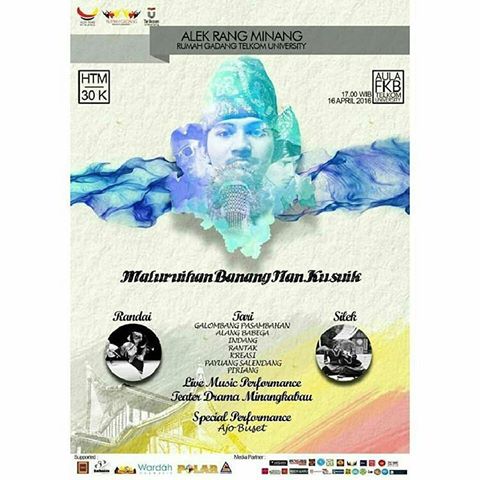 ALEK RANG MINANG
RUMAH GADANG TELKOM UNIVERSITY
HTM
30 K
17.00 WIB
16 APRIL 2016
AULA
FKB
TELKOM
UNIVERSITY
Maluruihan Banang Nan Kusuik
Randai
Tari
Silek
GALOMBANG PASAMBAHAN
ALANG BABEGA
INDANG
RANTAK
KREASI
PAYUANG SALENDANG
PIRIANG
Live Music Performance
Teater Drama Minangkabau
Special Performance
Ajo Buset
Supported :
Media Partner :
Wardah
POLAR